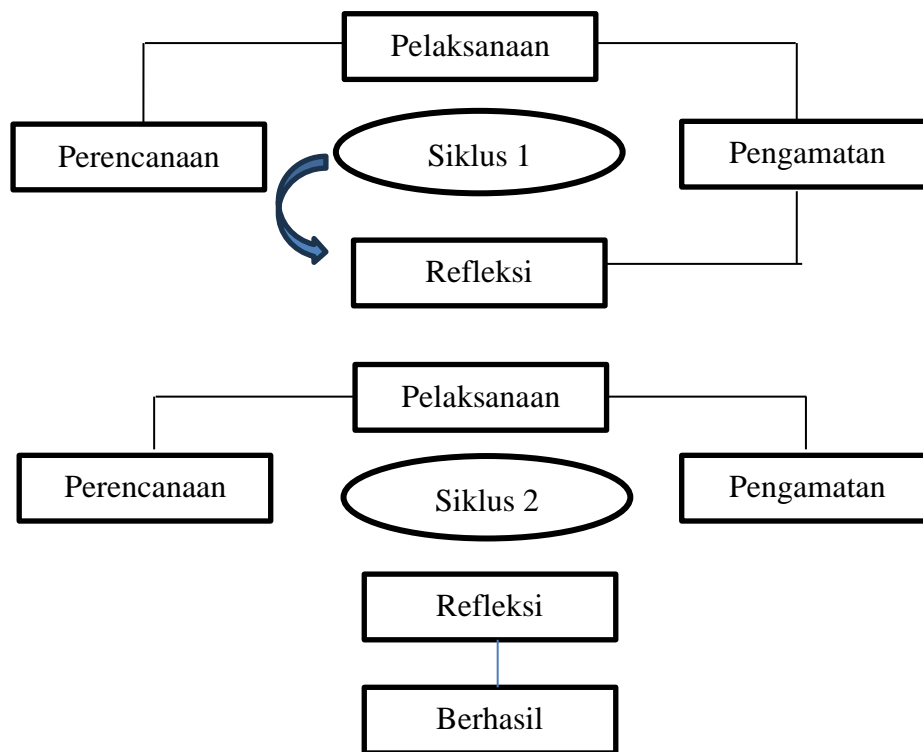 Pelaksanaan
Perencanaan
Siklus 1
Pengamatan
Refleksi
Pelaksanaan
Perencanaan
Siklus 2
Pengamatan
Refleksi
Berhasil